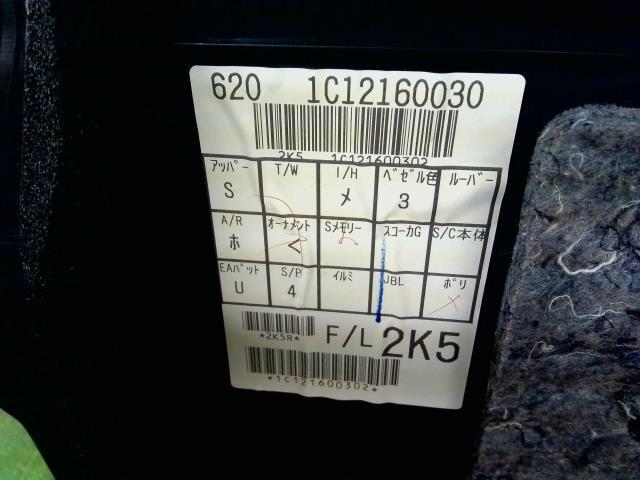 620 1C12160030
2K5 1C121600302
アッパー T/W I/H ベゼル色 ルーバー
S メ 3
A/R オーナメント Sメモリー スコーカG S/C本体
ホ く
EAパット S/P イルミ JBL ポリ
U 4
F/L 2K5
*2K5R*
*1C121600302*